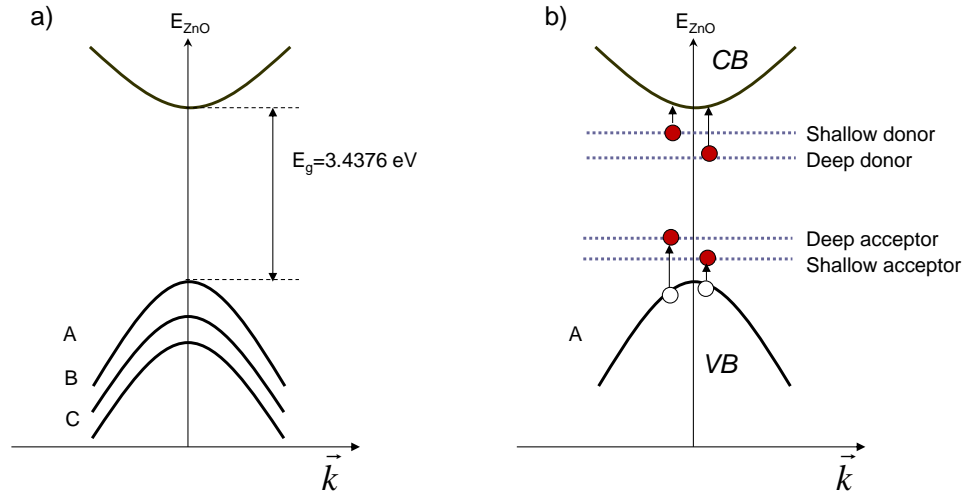 a)
E_ZnO
E_g=3.4376 eV
A
B
C
k⃗
b)
E_ZnO
CB
Shallow donor
Deep donor
Deep acceptor
Shallow acceptor
A
VB
k⃗